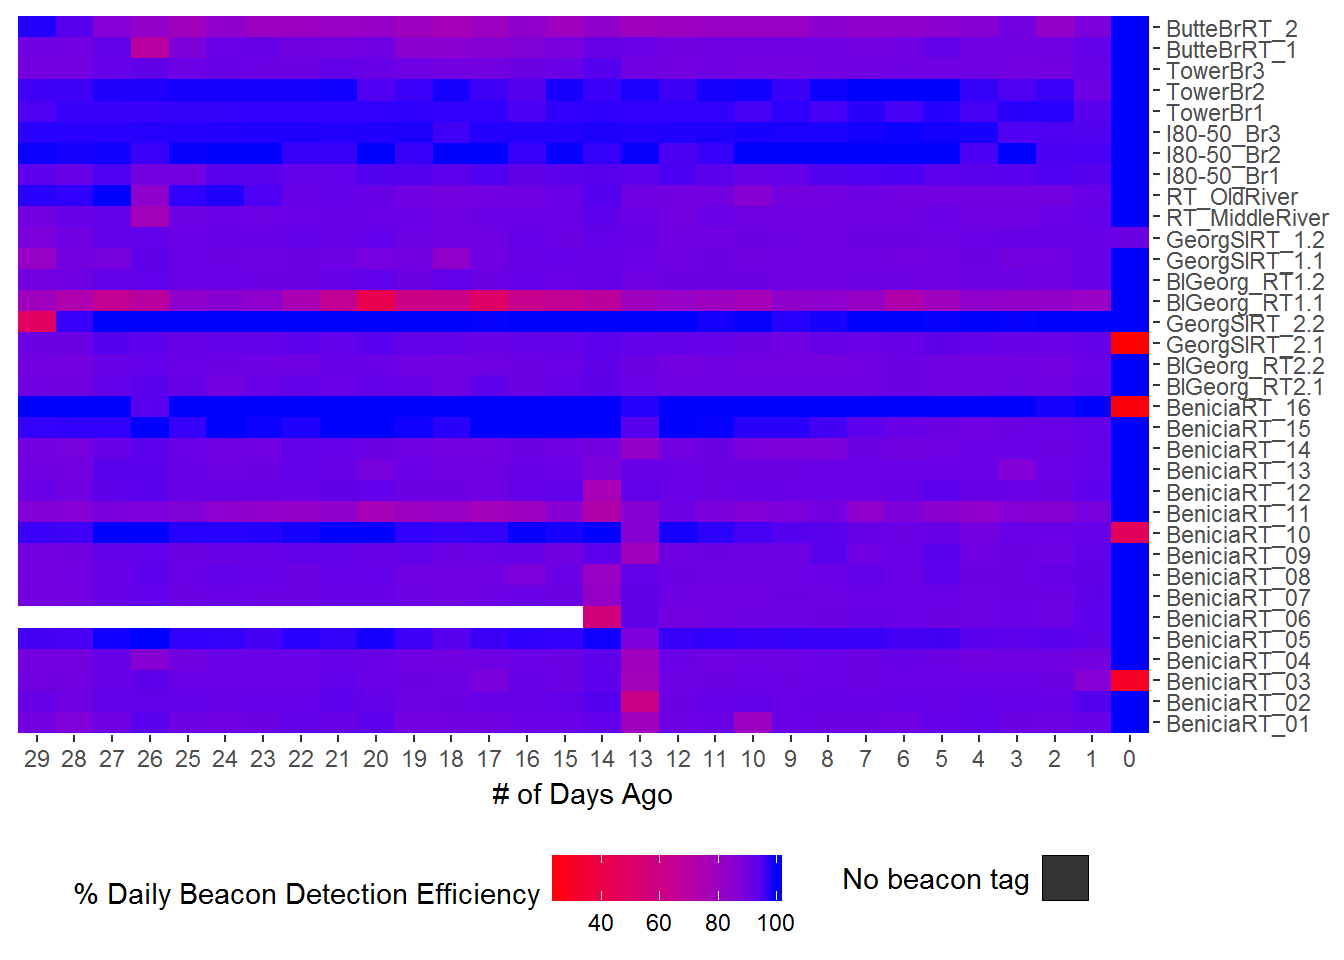 ButteBrRT_2
ButteBrRT_1
TowerBr3
TowerBr2
TowerBr1
I80-50_Br3
I80-50_Br2
I80-50_Br1
RT_OldRiver
RT_MiddleRiver
GeorgSlRT_1.2
GeorgSlRT_1.1
BlGeorg_RT1.2
BlGeorg_RT1.1
GeorgSlRT_2.2
GeorgSlRT_2.1
BlGeorg_RT2.2
BlGeorg_RT2.1
BeniciaRT_16
BeniciaRT_15
BeniciaRT_14
BeniciaRT_13
BeniciaRT_12
BeniciaRT_11
BeniciaRT_10
BeniciaRT_09
BeniciaRT_08
BeniciaRT_07
BeniciaRT_06
BeniciaRT_05
BeniciaRT_04
BeniciaRT_03
BeniciaRT_02
BeniciaRT_01
29 28 27 26 25 24 23 22 21 20 19 18 17 16 15 14 13 12 11 10 9 8 7 6 5 4 3 2 1 0
# of Days Ago
% Daily Beacon Detection Efficiency
40 60 80 100
No beacon tag